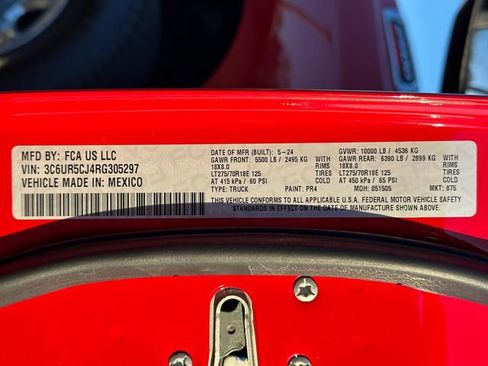 MFD BY: FCA US LLC
VIN: 3C6UR5CJ4RG305297
VEHICLE MADE IN: MEXICO
DATE OF MFR (BUILT): 5-24 GVWR: 10000 LB / 4536 KG
GAWR FRONT: 5500 LB / 2495 KG GAWR REAR: 6390 LB / 2899 KG
18X8.0 RIMS 18X8.0 RIMS
LT275/70R18E 125 TIRES LT275/70R18E 125 TIRES
AT 415 kPa / 60 PSI COLD AT 450 kPa / 65 PSI COLD
TYPE: TRUCK PAINT: PR4 MDH: 051505 MKT: 875
THIS VEHICLE CONFORMS TO ALL APPLICABLE U.S.A. FEDERAL MOTOR VEHICLE SAFETY
STANDARDS IN EFFECT ON THE DATE OF MANUFACTURE SHOWN ABOVE.